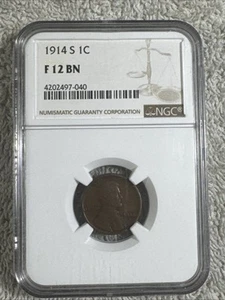 1914 S 1C
F 12 BN
4202497-040
NUMISMATIC GUARANTY CORPORATION
NGC